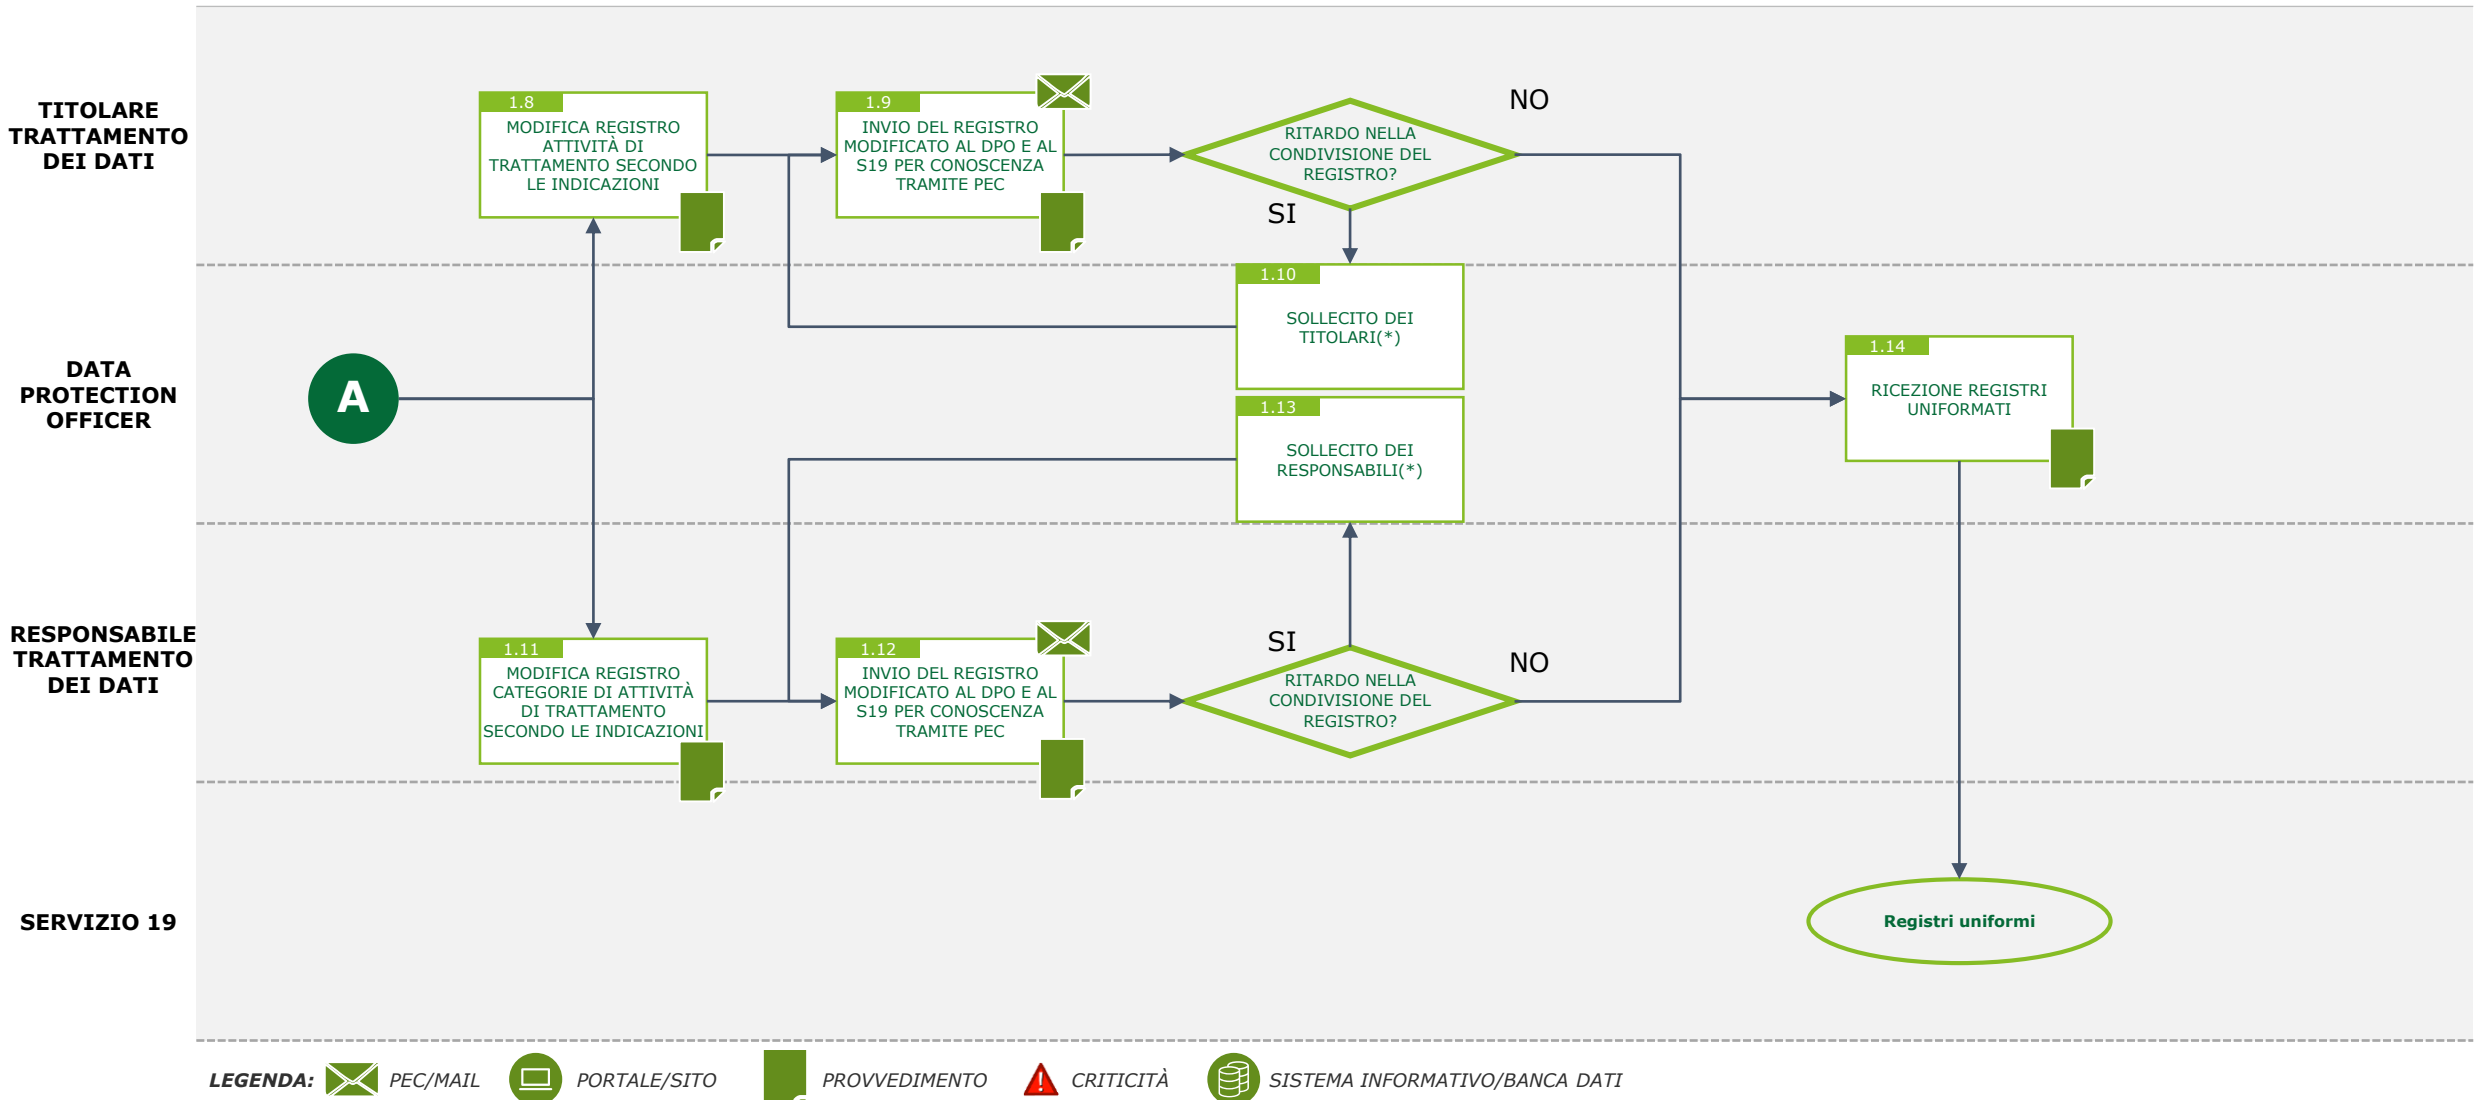 TITOLARE
TRATTAMENTO
DEI DATI
1.8
MODIFICA REGISTRO
ATTIVITÀ DI
TRATTAMENTO SECONDO
LE INDICAZIONI
1.9
INVIO DEL REGISTRO
MODIFICATO AL DPO E AL
S19 PER CONOSCENZA
TRAMITE PEC
RITARDO NELLA
CONDIVISIONE DEL
REGISTRO?
NO
SI
DATA
PROTECTION
OFFICER
A
1.10
SOLLECITO DEI
TITOLARI(*)
1.13
SOLLECITO DEI
RESPONSABILI(*)
1.14
RICEZIONE REGISTRI
UNIFORMATI
RESPONSABILE
TRATTAMENTO
DEI DATI
1.11
MODIFICA REGISTRO
CATEGORIE DI ATTIVITÀ
DI TRATTAMENTO
SECONDO LE INDICAZIONI
1.12
INVIO DEL REGISTRO
MODIFICATO AL DPO E AL
S19 PER CONOSCENZA
TRAMITE PEC
SI
RITARDO NELLA
CONDIVISIONE DEL
REGISTRO?
NO
SERVIZIO 19
Registri uniformi
LEGENDA: PEC/MAIL PORTALE/SITO PROVVEDIMENTO CRITICITÀ SISTEMA INFORMATIVO/BANCA DATI